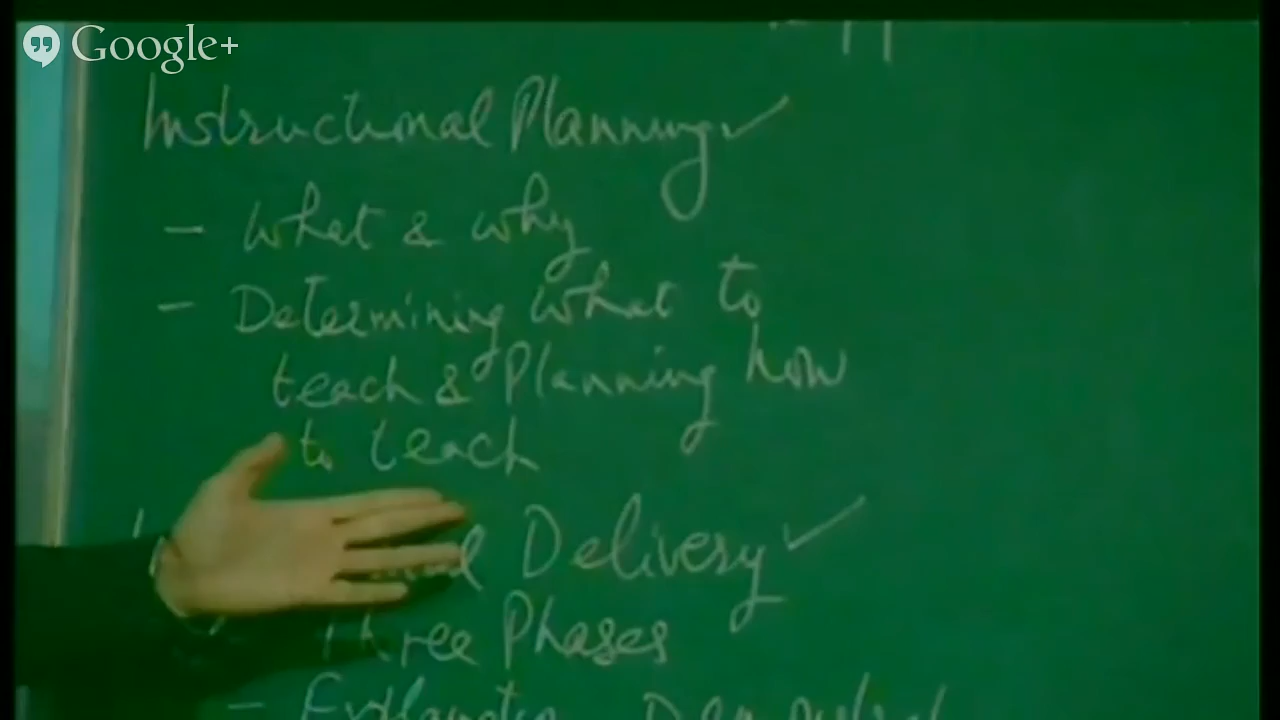 Google+
Instructional Planning ✓
- What & why
- Determining what to
teach & Planning how
to teach
Delivery ✓
Three Phases
-